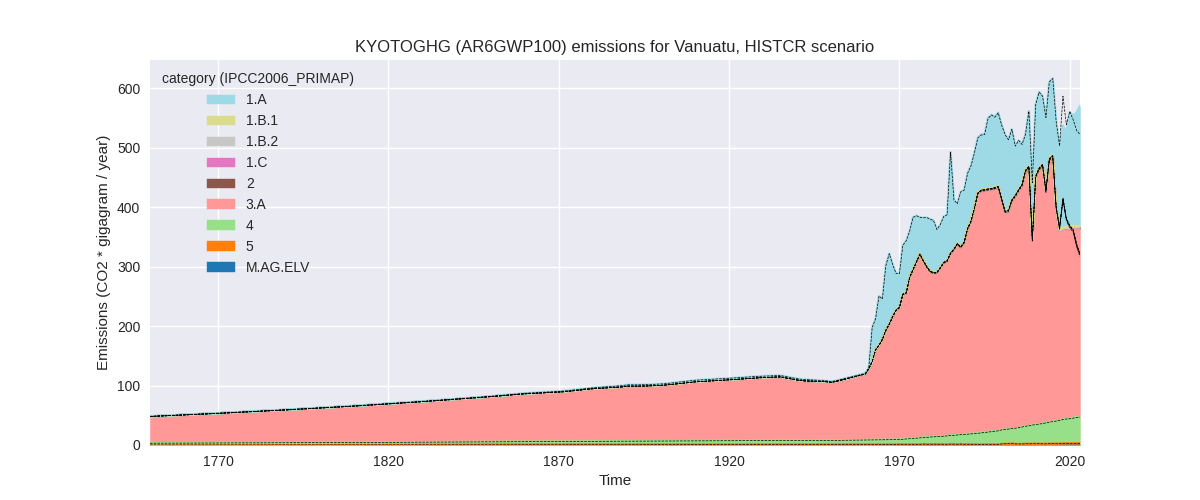 KYOTOGHG (AR6GWP100) emissions for Vanuatu, HISTCR scenario
category (IPCC2006_PRIMAP)
1.A
1.B.1
1.B.2
1.C
2
3.A
4
5
M.AG.ELV
Emissions (CO2 * gigagram / year)
600
500
400
300
200
100
0
1770 1820 1870 1920 1970 2020
Time